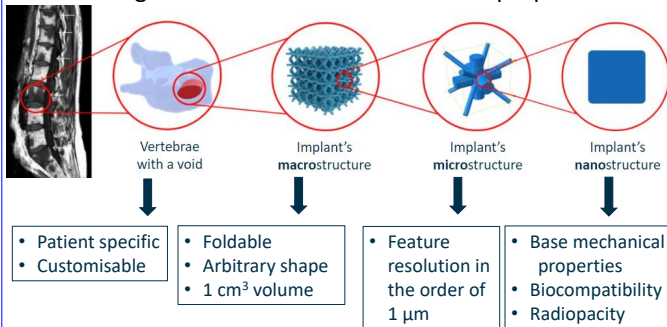 Vertebrae
with a void
Implant's
macrostructure
Implant's
microstructure
Implant's
nanostructure
• Patient specific
• Customisable
• Foldable
• Arbitrary shape
• 1 cm³ volume
• Feature
resolution in
the order of
1 μm
• Base mechanical
properties
• Biocompatibility
• Radiopacity